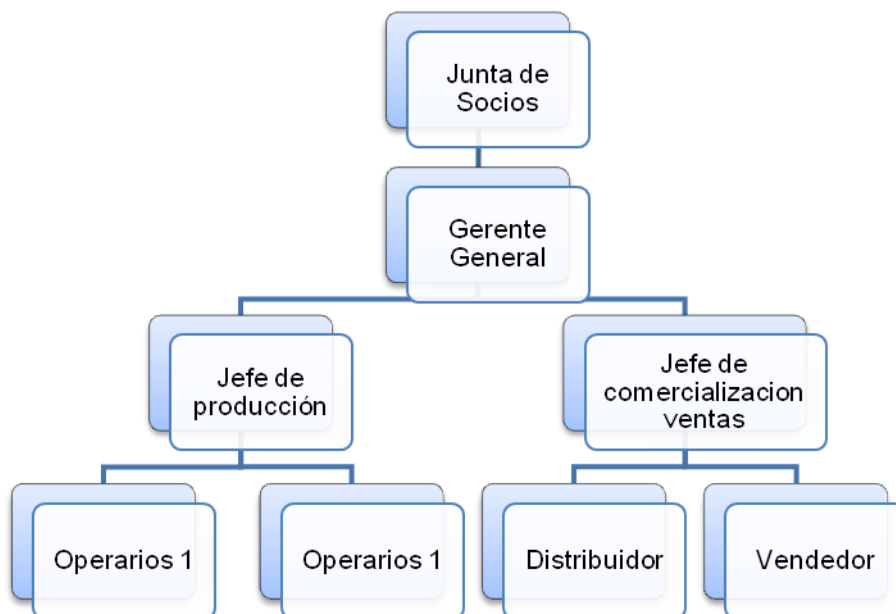 Junta de
Socios
Gerente
General
Jefe de
producción
Jefe de
comercializacion
ventas
Operarios 1
Operarios 1
Distribuidor
Vendedor